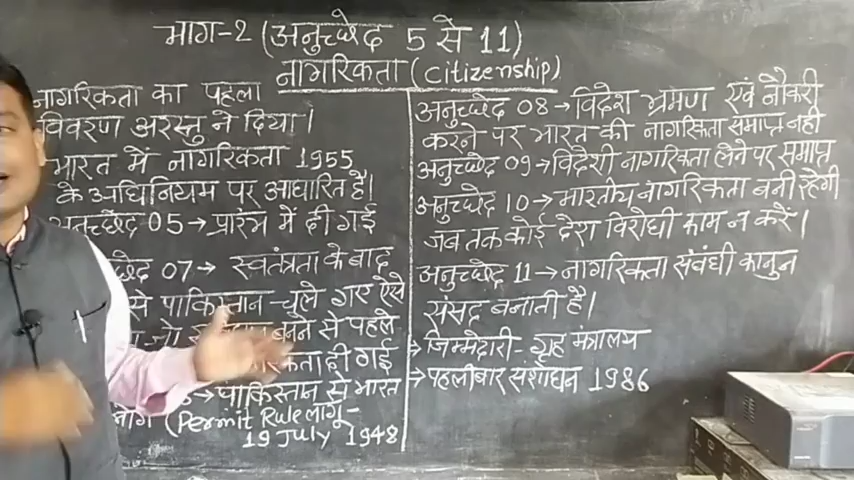 भाग-2 (अनुच्छेद 5 से 11)
नागरिकता (citizenship)
नागरिकता का पहला
विवरण अरस्तु ने दिया।
भारत में नागरिकता 1955
के अधिनियम पर आधारित है।
अनुच्छेद 05→ प्रारंभ में दी गई
छेद 07→ स्वतंत्रता के बाद
से पाकिस्तान चले गए ऐसे
बनने से पहले
दी गई
→ पाकिस्तान से भारत
लोग (Permit Rule लागू-
19 July 1948
अनुच्छेद 08→ विदेश भ्रमण एवं नौकरी
करने पर भारत की नागरिकता समाप्त नहीं
अनुच्छेद 09→ विदेशी नागरिकता लेने पर समाप्त
अनुच्छेद 10→ भारतीय नागरिकता बनी रहेगी
जब तक कोई देश विरोधी काम न करें।
अनुच्छेद 11→ नागरिकता संबंधी कानुन
संसद बनाती है।
→ जिम्मेदारी- गृह मंत्रालय
→ पहलीबार संशोधन 1986